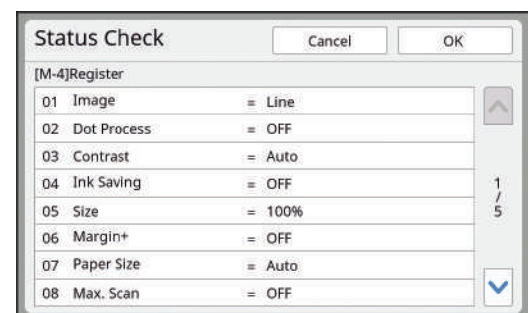 Status Check Cancel OK
[M-4]Register
01 Image = Line
02 Dot Process = OFF
03 Contrast = Auto
04 Ink Saving = OFF
05 Size = 100%
06 Margin+ = OFF
07 Paper Size = Auto
08 Max. Scan = OFF
1
/
5